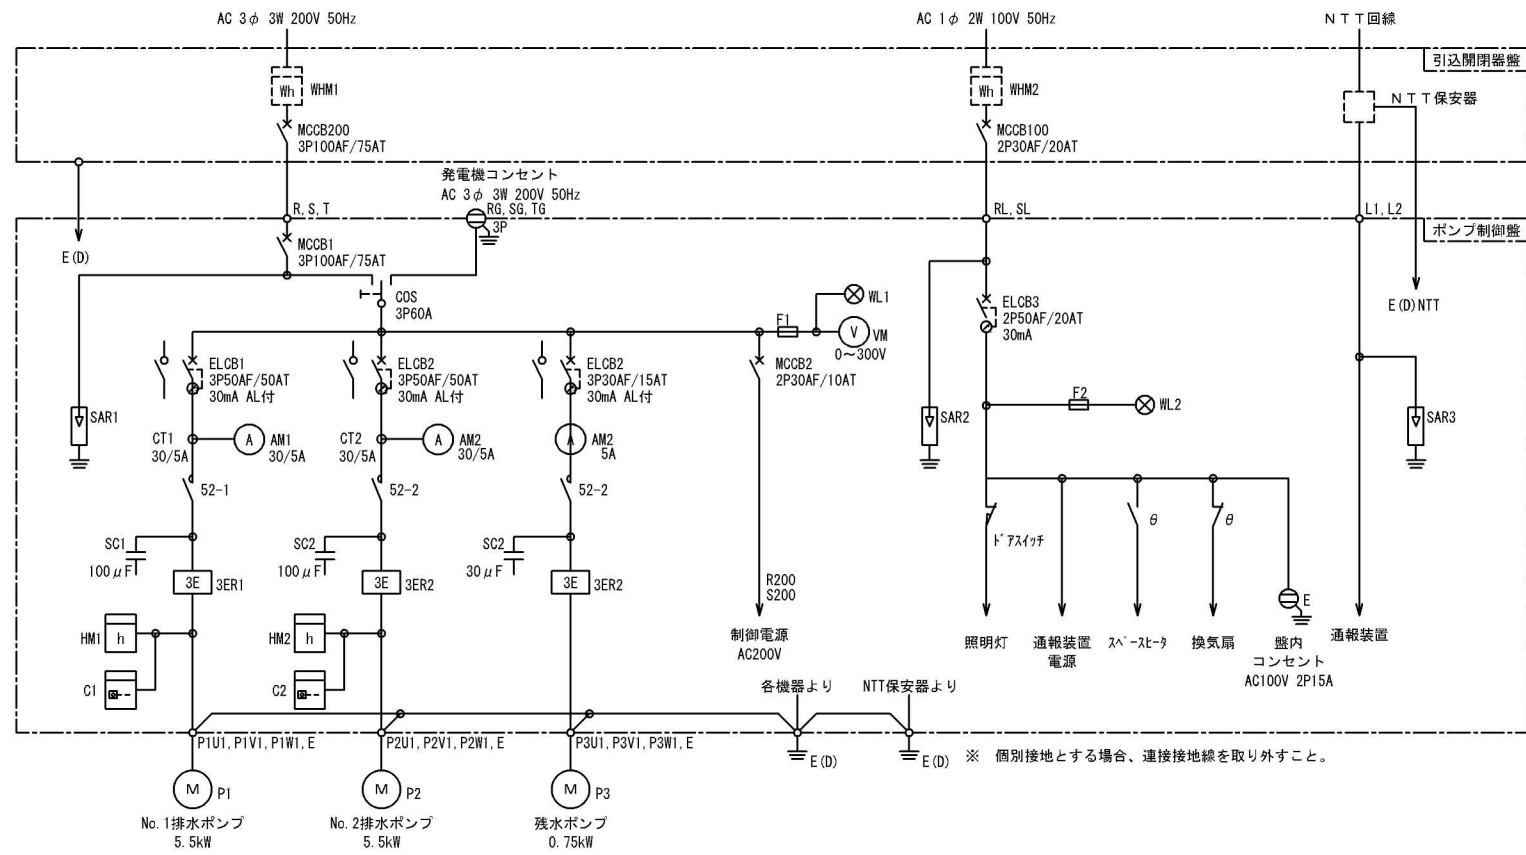 AC 3φ 3W 200V 50Hz
AC 1φ 2W 100V 50Hz
NTT回線
引込開閉器盤
Wh
WHM1
Wh
WHM2
NTT保安器
MCCB200
3P100AF/75AT
MCCB100
2P30AF/20AT
発電機コンセント
AC 3φ 3W 200V 50Hz
R,S,T
RG,SG,TG
3P
RL,SL
L1,L2
ポンプ制御盤
E(D)
MCCB1
3P100AF/75AT
COS
3P60A
WL1
F1
V
VM
0～300V
ELCB3
2P50AF/20AT
30mA
E(D)NTT
ELCB1
3P50AF/50AT
30mA AL付
ELCB2
3P50AF/50AT
30mA AL付
ELCB2
3P30AF/15AT
30mA AL付
MCCB2
2P30AF/10AT
F2
WL2
SAR1
SAR2
SAR3
CT1
30/5A
A
AM1
30/5A
CT2
30/5A
A
AM2
30/5A
A
AM2
5A
52-1
52-2
52-2
θ
θ
ドアスイッチ
SC1
100μF
SC2
100μF
SC2
30μF
3E
3ER1
3E
3ER2
3E
3ER2
R200
S200
E
HM1
h
HM2
h
制御電源
AC200V
照明灯
通報装置
電源
スペースヒータ
換気扇
盤内
コンセント
AC100V 2P15A
通報装置
C1
C2
各機器より
NTT保安器より
P1U1,P1V1,P1W1,E
P2U1,P2V1,P2W1,E
P3U1,P3V1,P3W1,E
E(D)
E(D)
※ 個別接地とする場合、連接接地線を取り外すこと。
M
P1
M
P2
M
P3
No.1排水ポンプ
5.5kW
No.2排水ポンプ
5.5kW
残水ポンプ
0.75kW